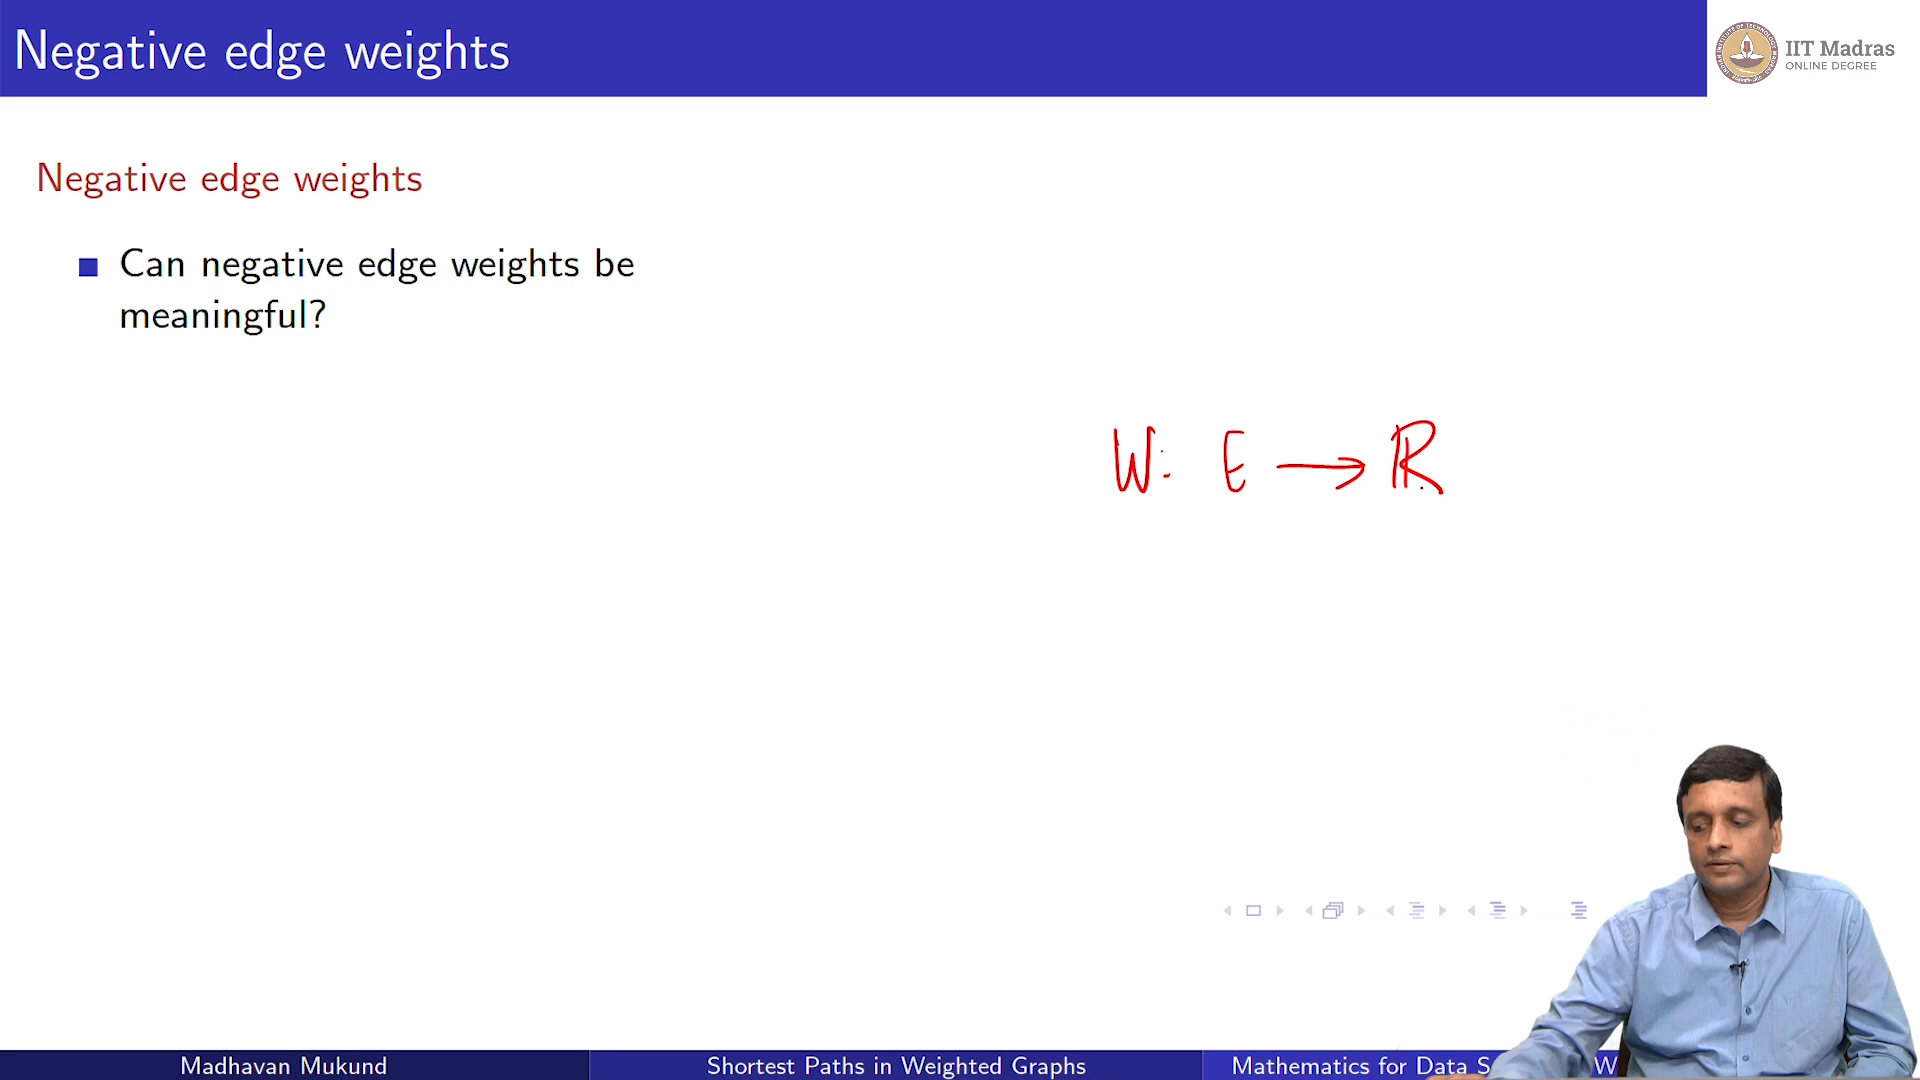 Negative edge weights
IIT Madras
ONLINE DEGREE
Negative edge weights
Can negative edge weights be
meaningful?
W: E → ℝ
Madhavan Mukund
Shortest Paths in Weighted Graphs
Mathematics for Data S
W